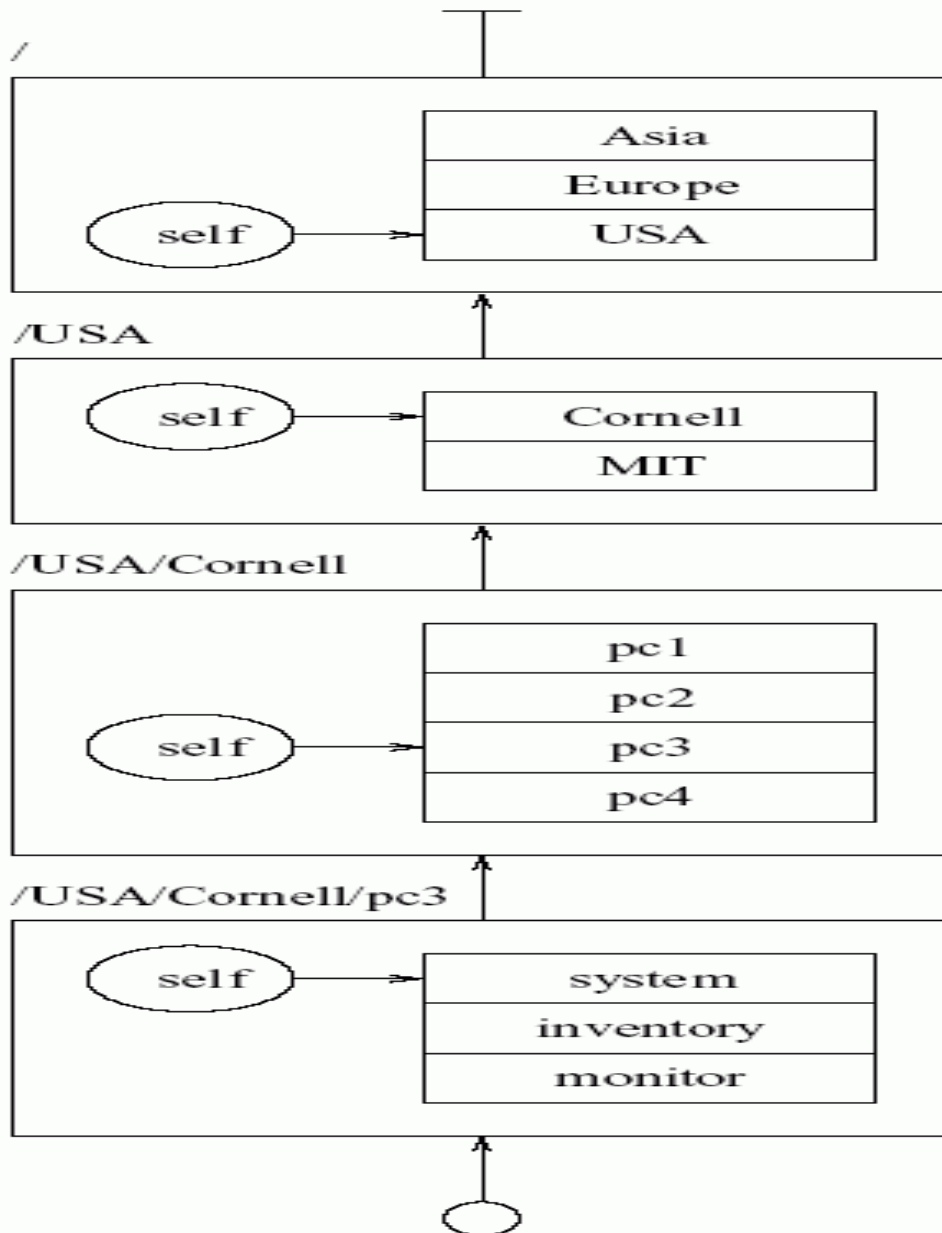 /
Asia
Europe
self
USA
/USA
self
Cornell
MIT
/USA/Cornell
pc1
pc2
self
pc3
pc4
/USA/Cornell/pc3
self
system
inventory
monitor